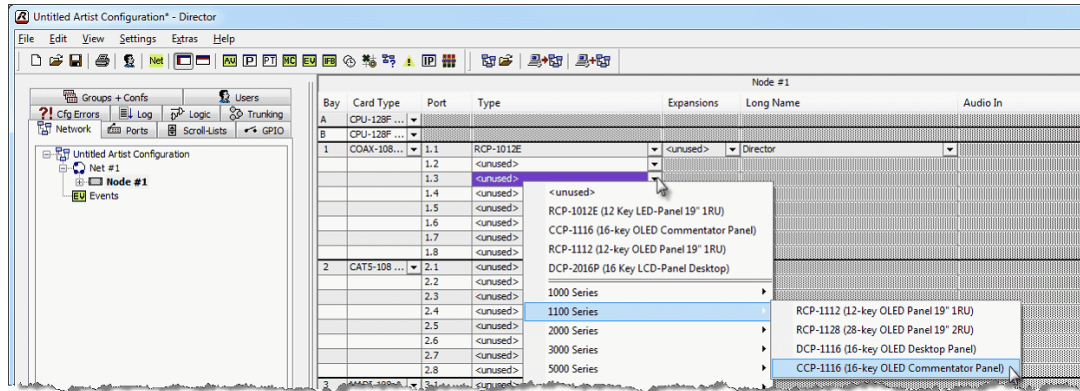 Untitled Artist Configuration* - Director
File Edit View Settings Extras Help
Net AU P PT MC EV IFB IP
Node #1
Groups + Confs Users
?! Cfg Errors Log Logic Trunking
Network Ports Scroll-Lists GPIO
Bay Card Type Port Type Expansions Long Name Audio In
A CPU-128F ...
B CPU-128F ...
1 COAX-108... 1.1 RCP-1012E <unused> Director
1.2 <unused>
1.3 <unused>
1.4 <unused>
1.5 <unused>
1.6 <unused>
1.7 <unused>
1.8 <unused>
2 CAT5-108 ... 2.1 <unused>
2.2 <unused>
2.3 <unused>
2.4 <unused>
2.5 <unused>
2.6 <unused>
2.7 <unused>
2.8 <unused>
Untitled Artist Configuration
Net #1
Node #1
EV Events
<unused>
RCP-1012E (12 Key LED-Panel 19" 1RU)
CCP-1116 (16-key OLED Commentator Panel)
RCP-1112 (12-key OLED Panel 19" 1RU)
DCP-2016P (16 Key LCD-Panel Desktop)
1000 Series
1100 Series
2000 Series
3000 Series
5000 Series
RCP-1112 (12-key OLED Panel 19" 1RU)
RCP-1128 (28-key OLED Panel 19" 2RU)
DCP-1116 (16-key OLED Desktop Panel)
CCP-1116 (16-key OLED Commentator Panel)